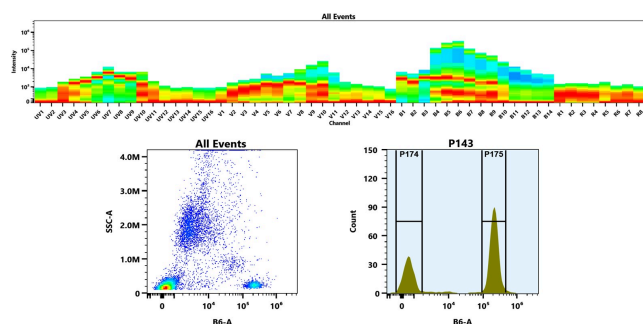 All Events
Intensity
10⁶
10⁵
10⁴
10³
0
UV1 UV2 UV3 UV4 UV5 UV6 UV7 UV8 UV9 UV10 UV11 UV12 UV13 UV14 UV15 UV16 V1 V2 V3 V4 V5 V6 V7 V8 V9 V10 V11 V12 V13 V14 V15 V16 B1 B2 B3 B4 B5 B6 B7 B8 B9 B10 B11 B12 B13 B14 R1 R2 R3 R4 R5 R6 R7 R8
Channel
All Events
SSC-A
4.0M
3.0M
2.0M
1.0M
0
0 10⁴ 10⁵ 10⁶
B6-A
P143
Count
150
120
90
60
30
0
P174 P175
0 10⁴ 10⁵ 10⁶
B6-A